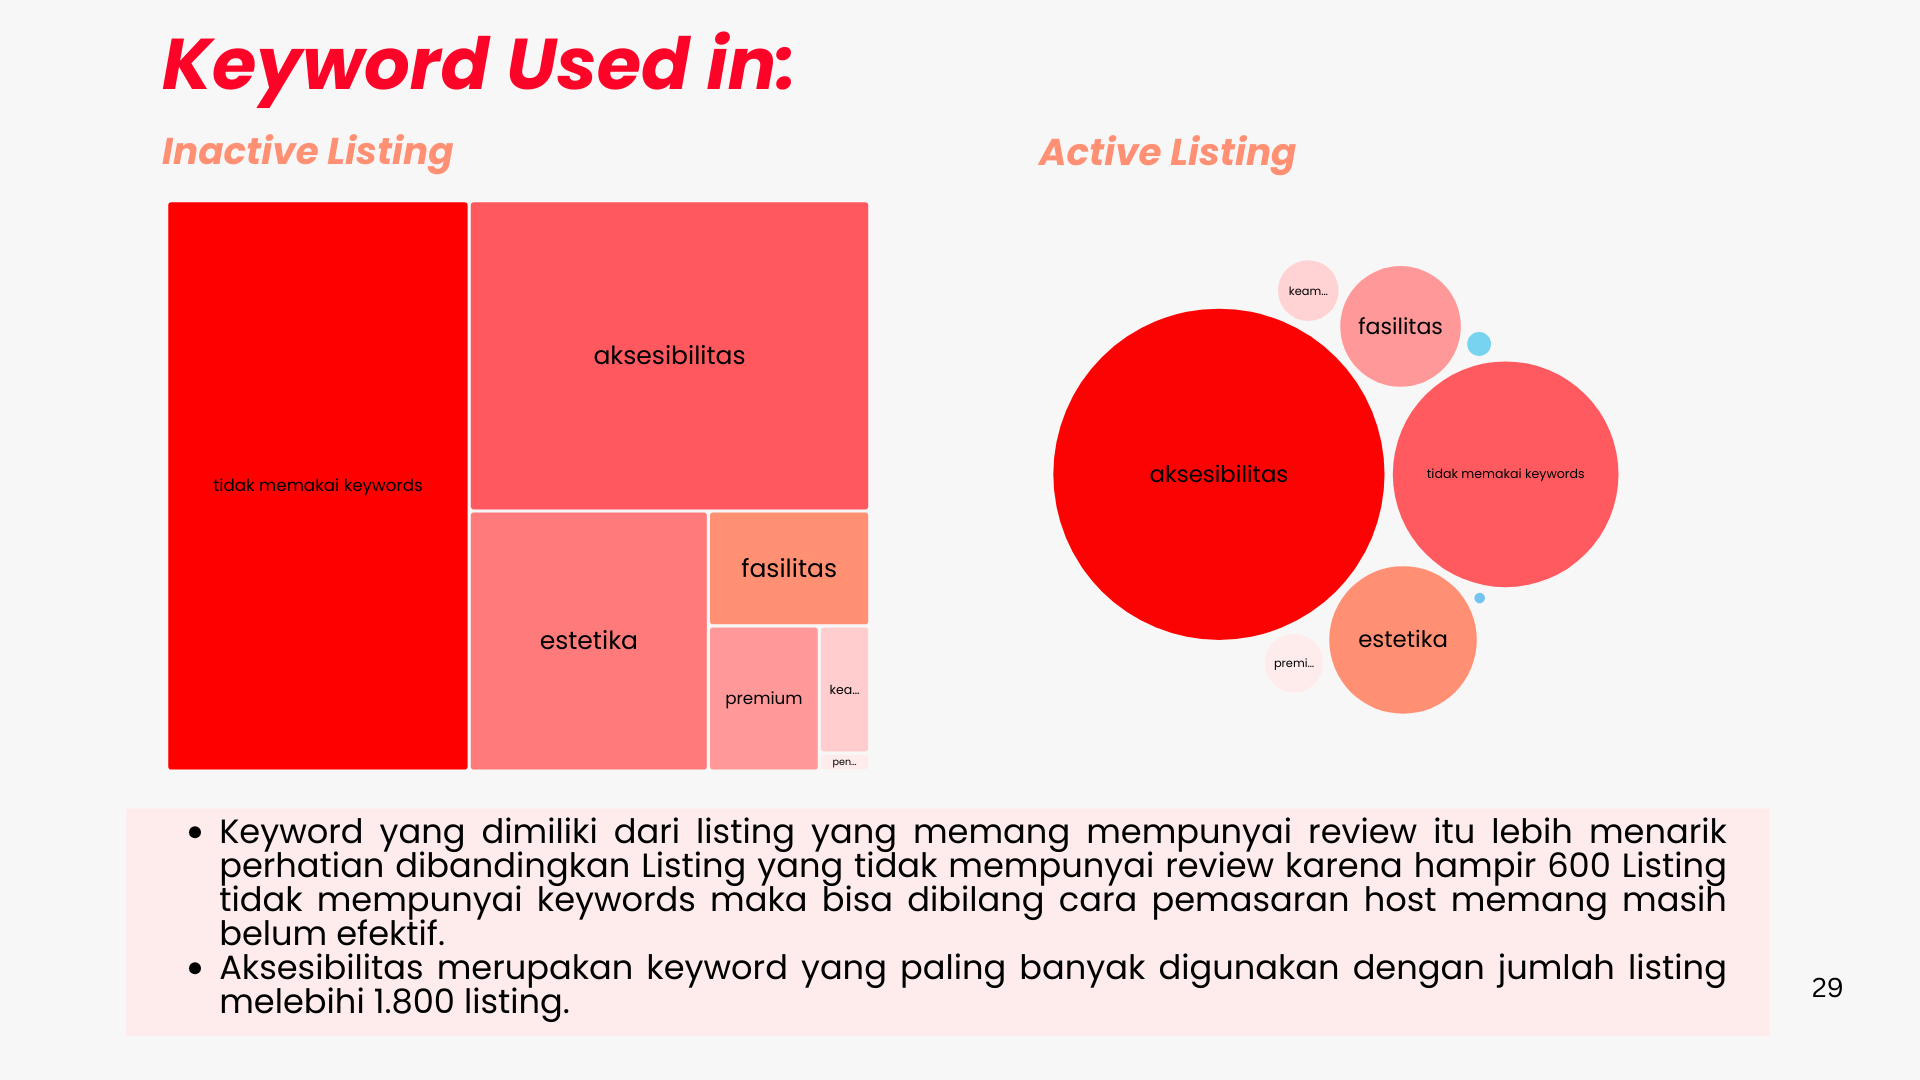 Keyword Used in:
Inactive Listing
tidak memakai keywords
aksesibilitas
estetika
fasilitas
premium
kea...
pen...
Active Listing
keam...
fasilitas
aksesibilitas
tidak memakai keywords
estetika
premi...
• Keyword yang dimiliki dari listing yang memang mempunyai review itu lebih menarik
perhatian dibandingkan Listing yang tidak mempunyai review karena hampir 600 Listing
tidak mempunyai keywords maka bisa dibilang cara pemasaran host memang masih
belum efektif.
• Aksesibilitas merupakan keyword yang paling banyak digunakan dengan jumlah listing
melebihi 1.800 listing.
29